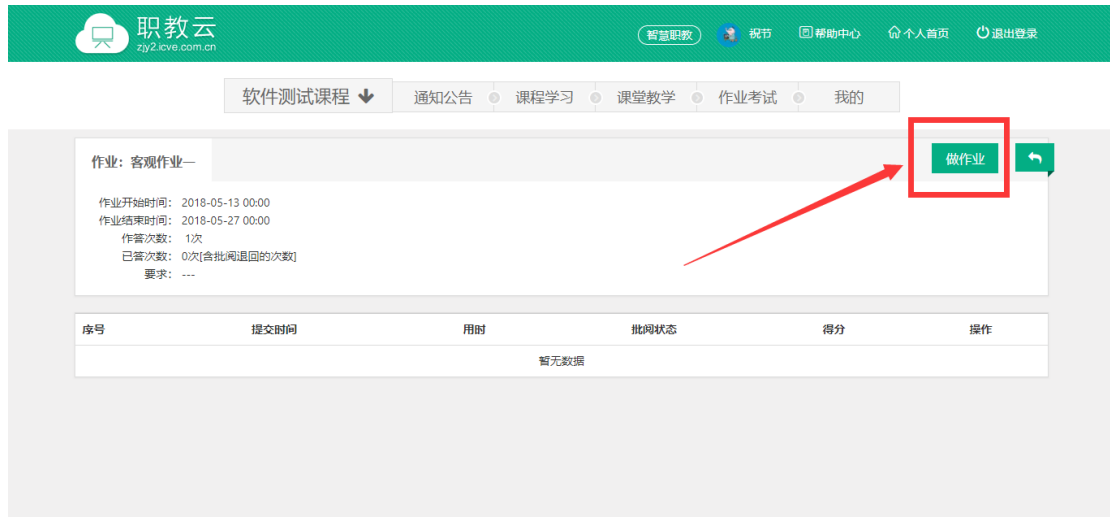 职教云
zjy2.icve.com.cn
智慧职教 祝节 帮助中心 个人首页 退出登录
软件测试课程 通知公告 课程学习 课堂教学 作业考试 我的
作业：客观作业一 做作业
作业开始时间： 2018-05-13 00:00
作业结束时间： 2018-05-27 00:00
作答次数： 1次
已答次数： 0次[含批阅退回的次数]
要求： ---
序号 提交时间 用时 批阅状态 得分 操作
暂无数据